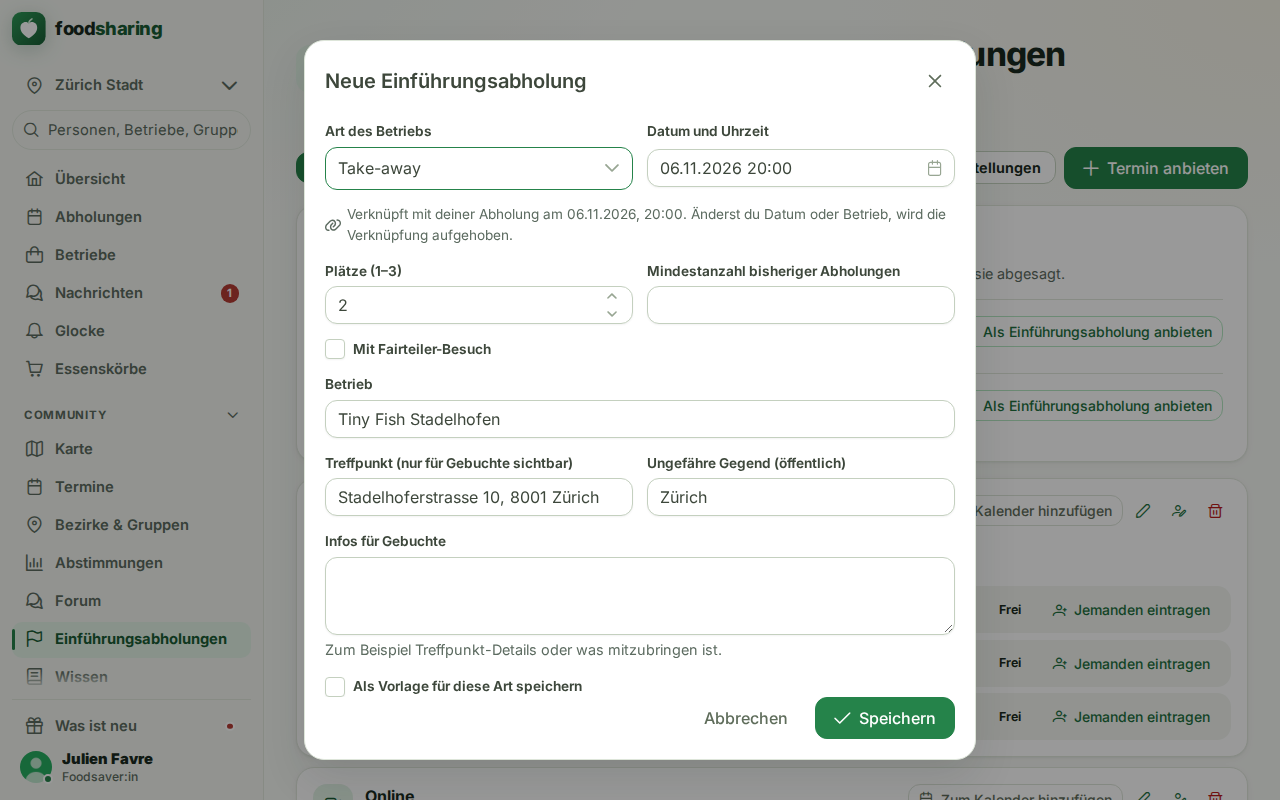 foodsharing
Zürich Stadt
Personen, Betriebe, Grupp
Übersicht
Abholungen
Betriebe
Nachrichten
1
Glocke
Essenskörbe
COMMUNITY
Karte
Termine
Bezirke & Gruppen
Abstimmungen
Forum
Einführungsabholungen
Wissen
Was ist neu
Julien Favre
Foodsaver:in
Neue Einführungsabholung
Art des Betriebs
Take-away
Datum und Uhrzeit
06.11.2026 20:00
Verknüpft mit deiner Abholung am 06.11.2026, 20:00. Änderst du Datum oder Betrieb, wird die
Verknüpfung aufgehoben.
Plätze (1–3)
2
Mindestanzahl bisheriger Abholungen
Mit Fairteiler-Besuch
Betrieb
Tiny Fish Stadelhofen
Treffpunkt (nur für Gebuchte sichtbar)
Stadelhoferstrasse 10, 8001 Zürich
Ungefähre Gegend (öffentlich)
Zürich
Infos für Gebuchte
Zum Beispiel Treffpunkt-Details oder was mitzubringen ist.
Als Vorlage für diese Art speichern
Abbrechen
Speichern
ungen
tellungen
Termin anbieten
sie abgesagt.
Als Einführungsabholung anbieten
Als Einführungsabholung anbieten
Kalender hinzufügen
Frei
Jemanden eintragen
Frei
Jemanden eintragen
Frei
Jemanden eintragen
Online
Zum Kalender hinzufügen